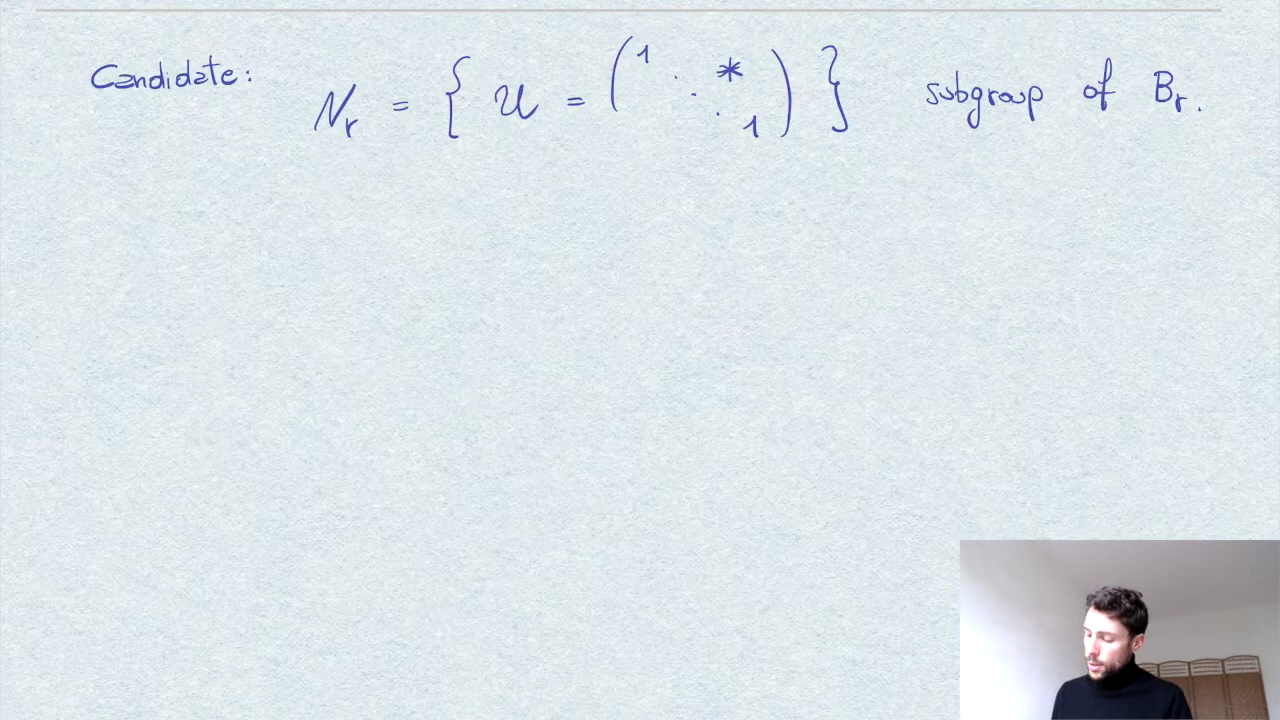 Candidate: N_r = { U = ( 1 ⋱ * 1 ) } subgroup of B_r.